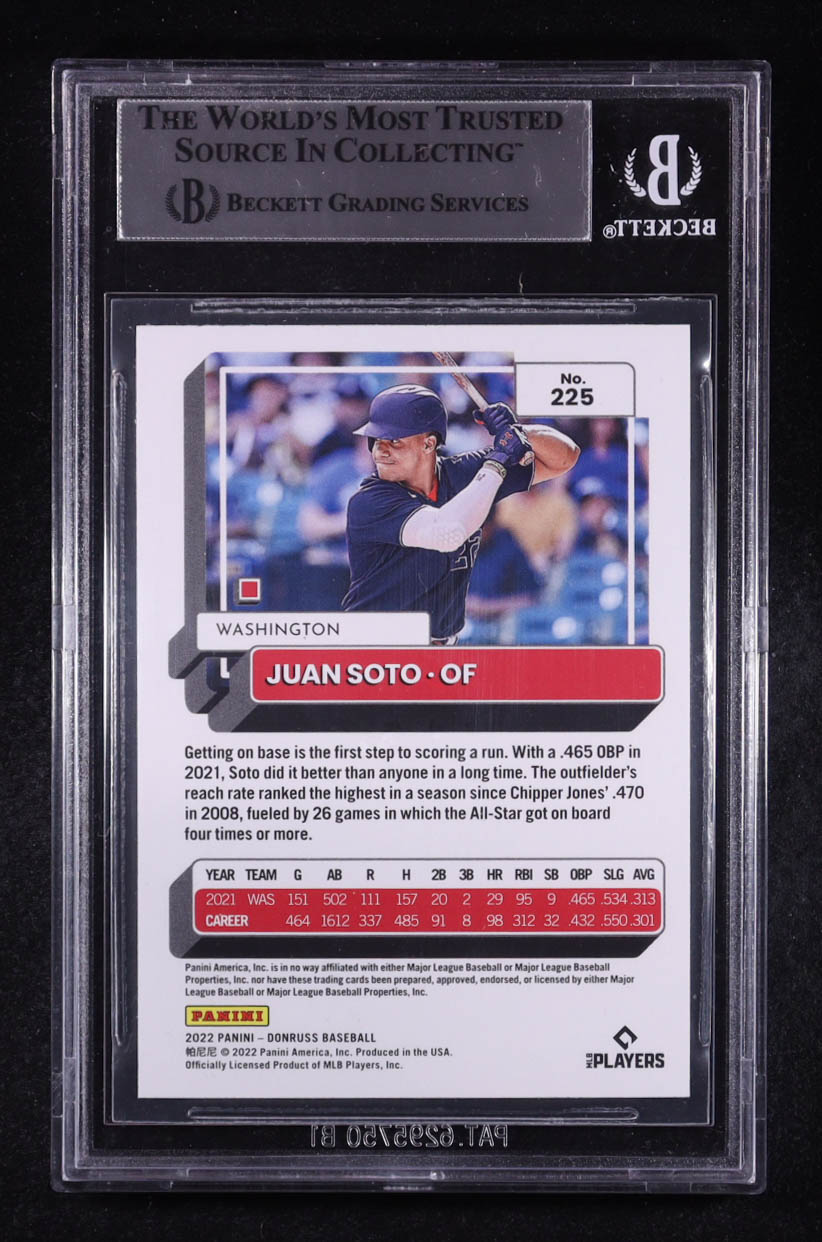 THE WORLD'S MOST TRUSTED
SOURCE IN COLLECTING™
B BECKETT GRADING SERVICES
B
BECKETT®
No.
225
WASHINGTON
JUAN SOTO · OF
Getting on base is the first step to scoring a run. With a .465 OBP in
2021, Soto did it better than anyone in a long time. The outfielder's
reach rate ranked the highest in a season since Chipper Jones' .470
in 2008, fueled by 26 games in which the All-Star got on board
four times or more.
YEAR TEAM G AB R H 2B 3B HR RBI SB OBP SLG AVG
2021 WAS 151 502 111 157 20 2 29 95 9 .465 .534 .313
CAREER 464 1612 337 485 91 8 98 312 32 .432 .550 .301
Panini America, Inc. is in no way affiliated with either Major League Baseball or Major League Baseball
Properties, Inc. nor have these trading cards been prepared, approved, endorsed, or licensed by either Major
League Baseball or Major League Baseball Properties, Inc.
PANINI
2022 PANINI – DONRUSS BASEBALL
帕尼尼 © 2022 Panini America, Inc. Produced in the USA.
Officially Licensed Product of MLB Players, Inc.
MLB PLAYERS
PAT.6295750 B1